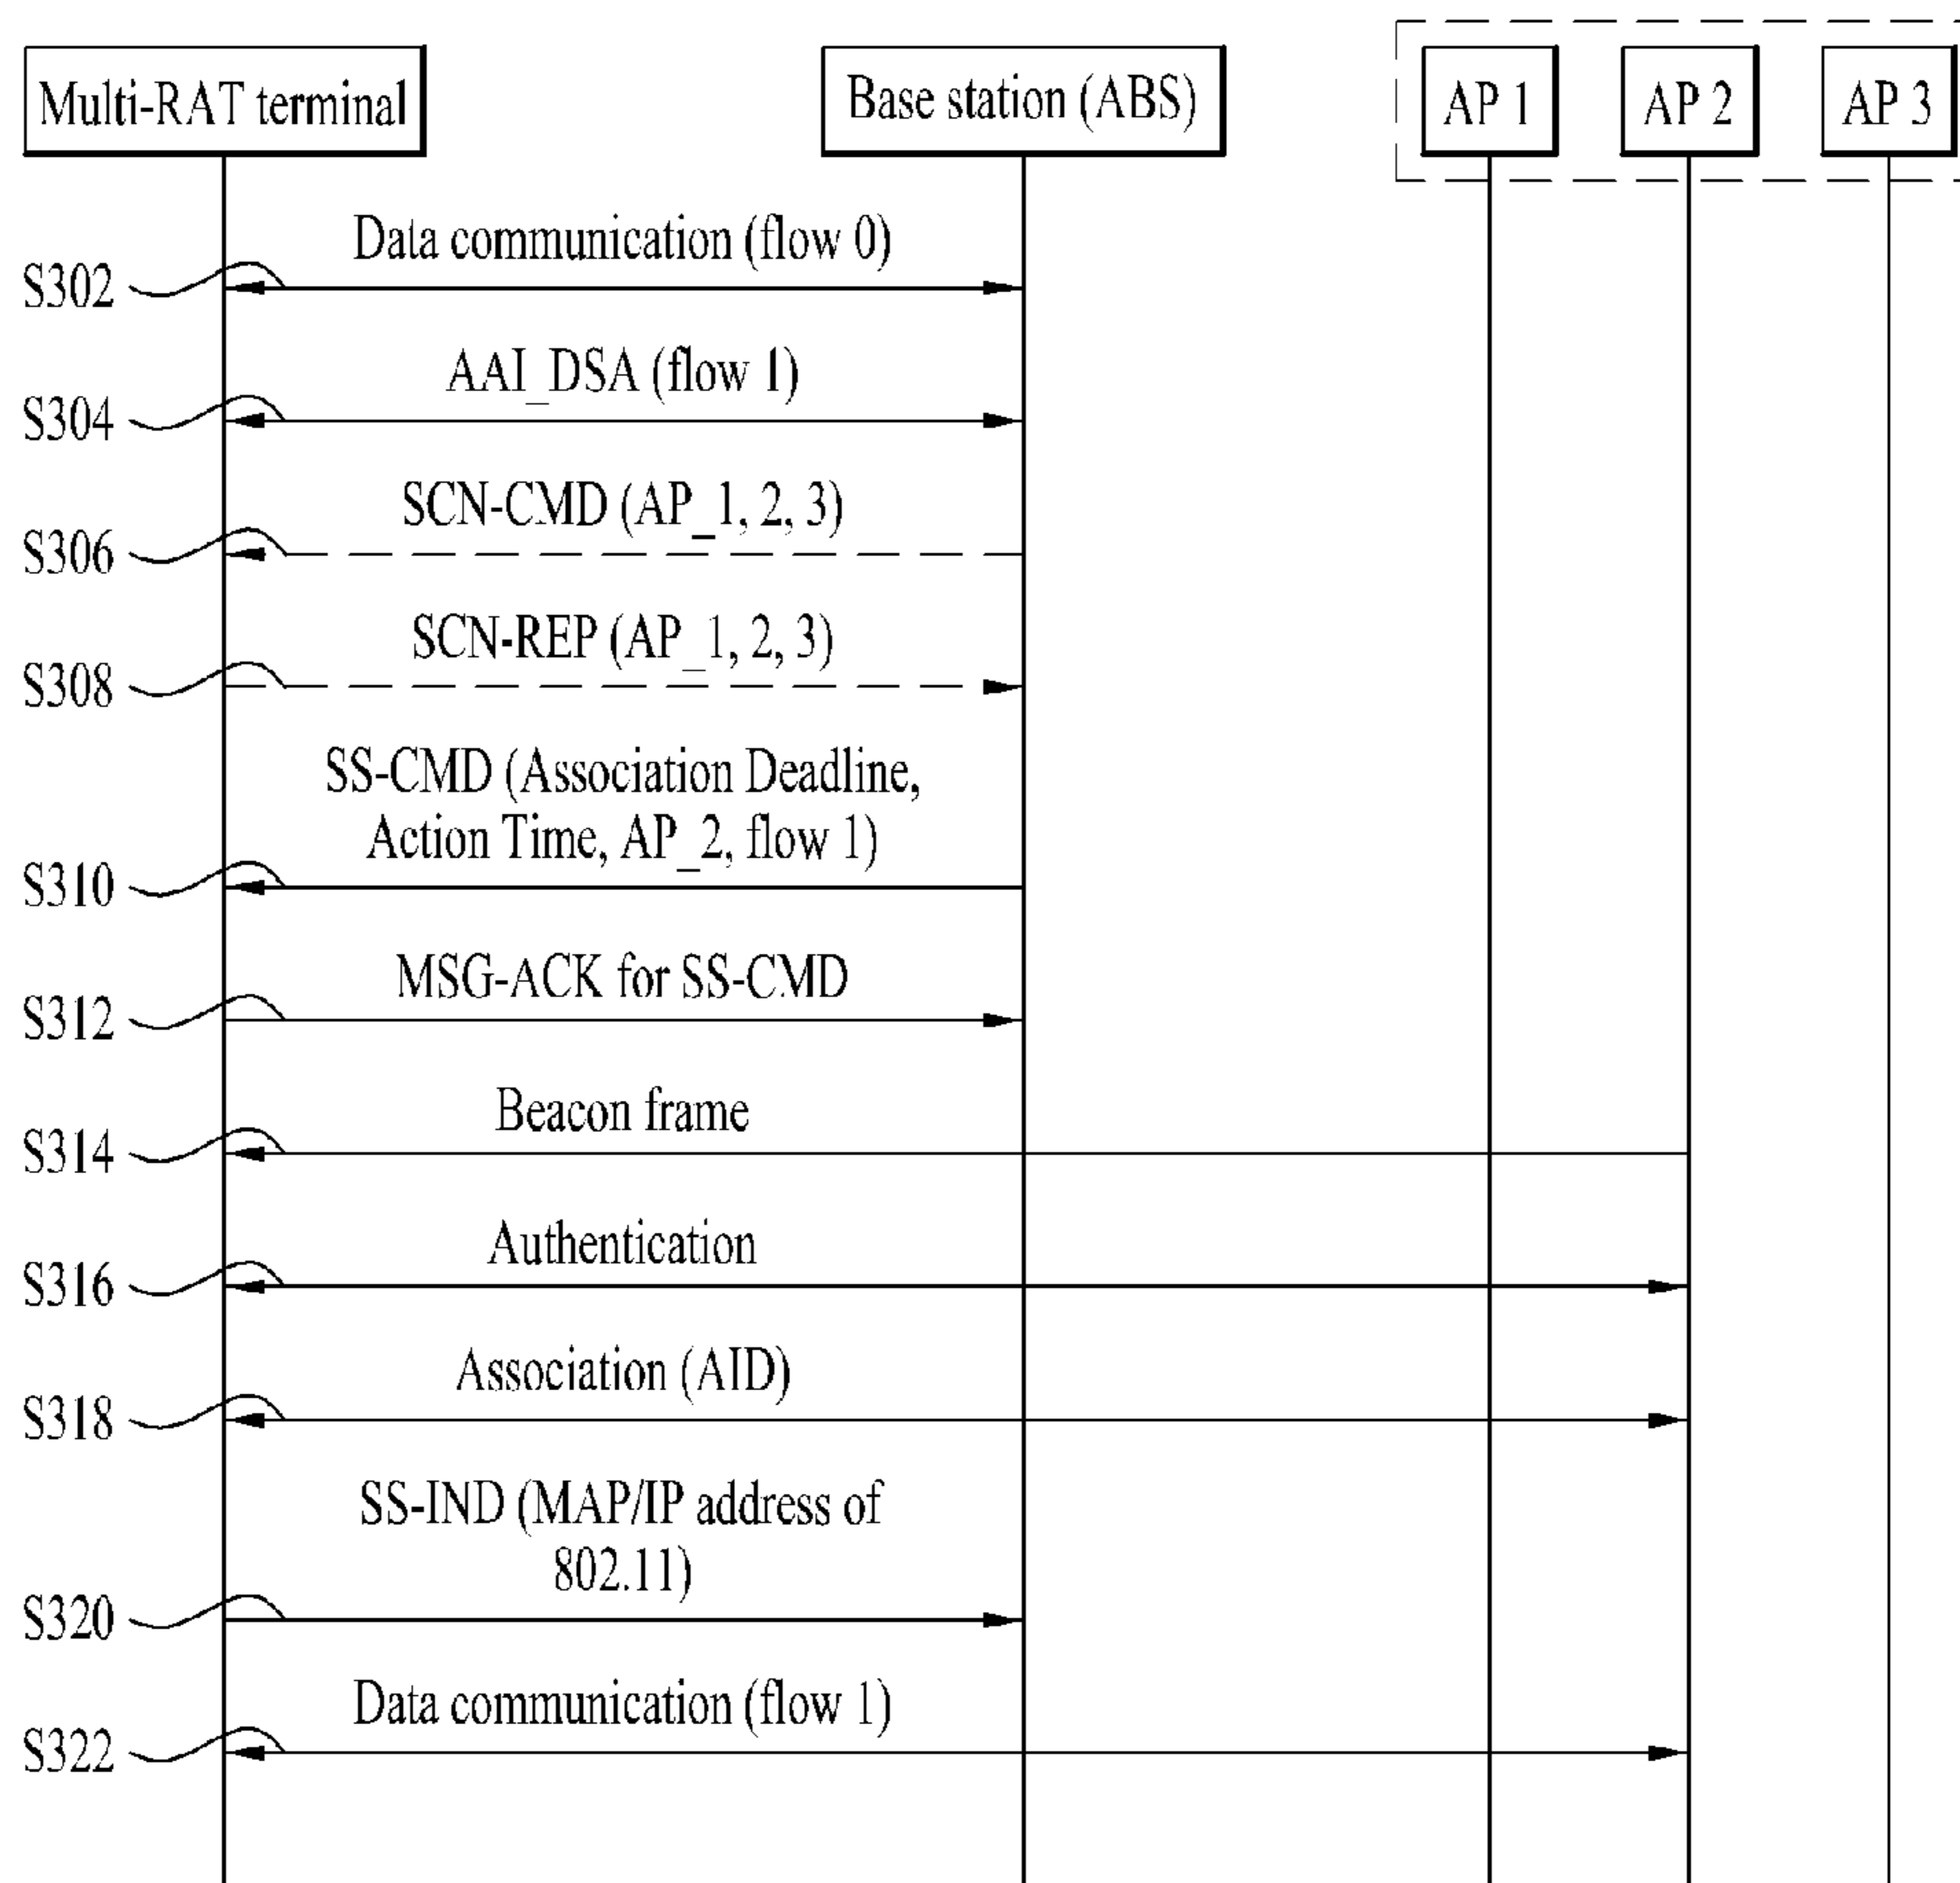 Multi-RAT terminal
Base station (ABS)
AP 1
AP 2
AP 3
Data communication (flow 0)
S302
AAI_DSA (flow 1)
S304
SCN-CMD (AP_1, 2, 3)
S306
SCN-REP (AP_1, 2, 3)
S308
SS-CMD (Association Deadline,
Action Time, AP_2, flow 1)
S310
MSG-ACK for SS-CMD
S312
Beacon frame
S314
Authentication
S316
Association (AID)
S318
SS-IND (MAP/IP address of
802.11)
S320
Data communication (flow 1)
S322